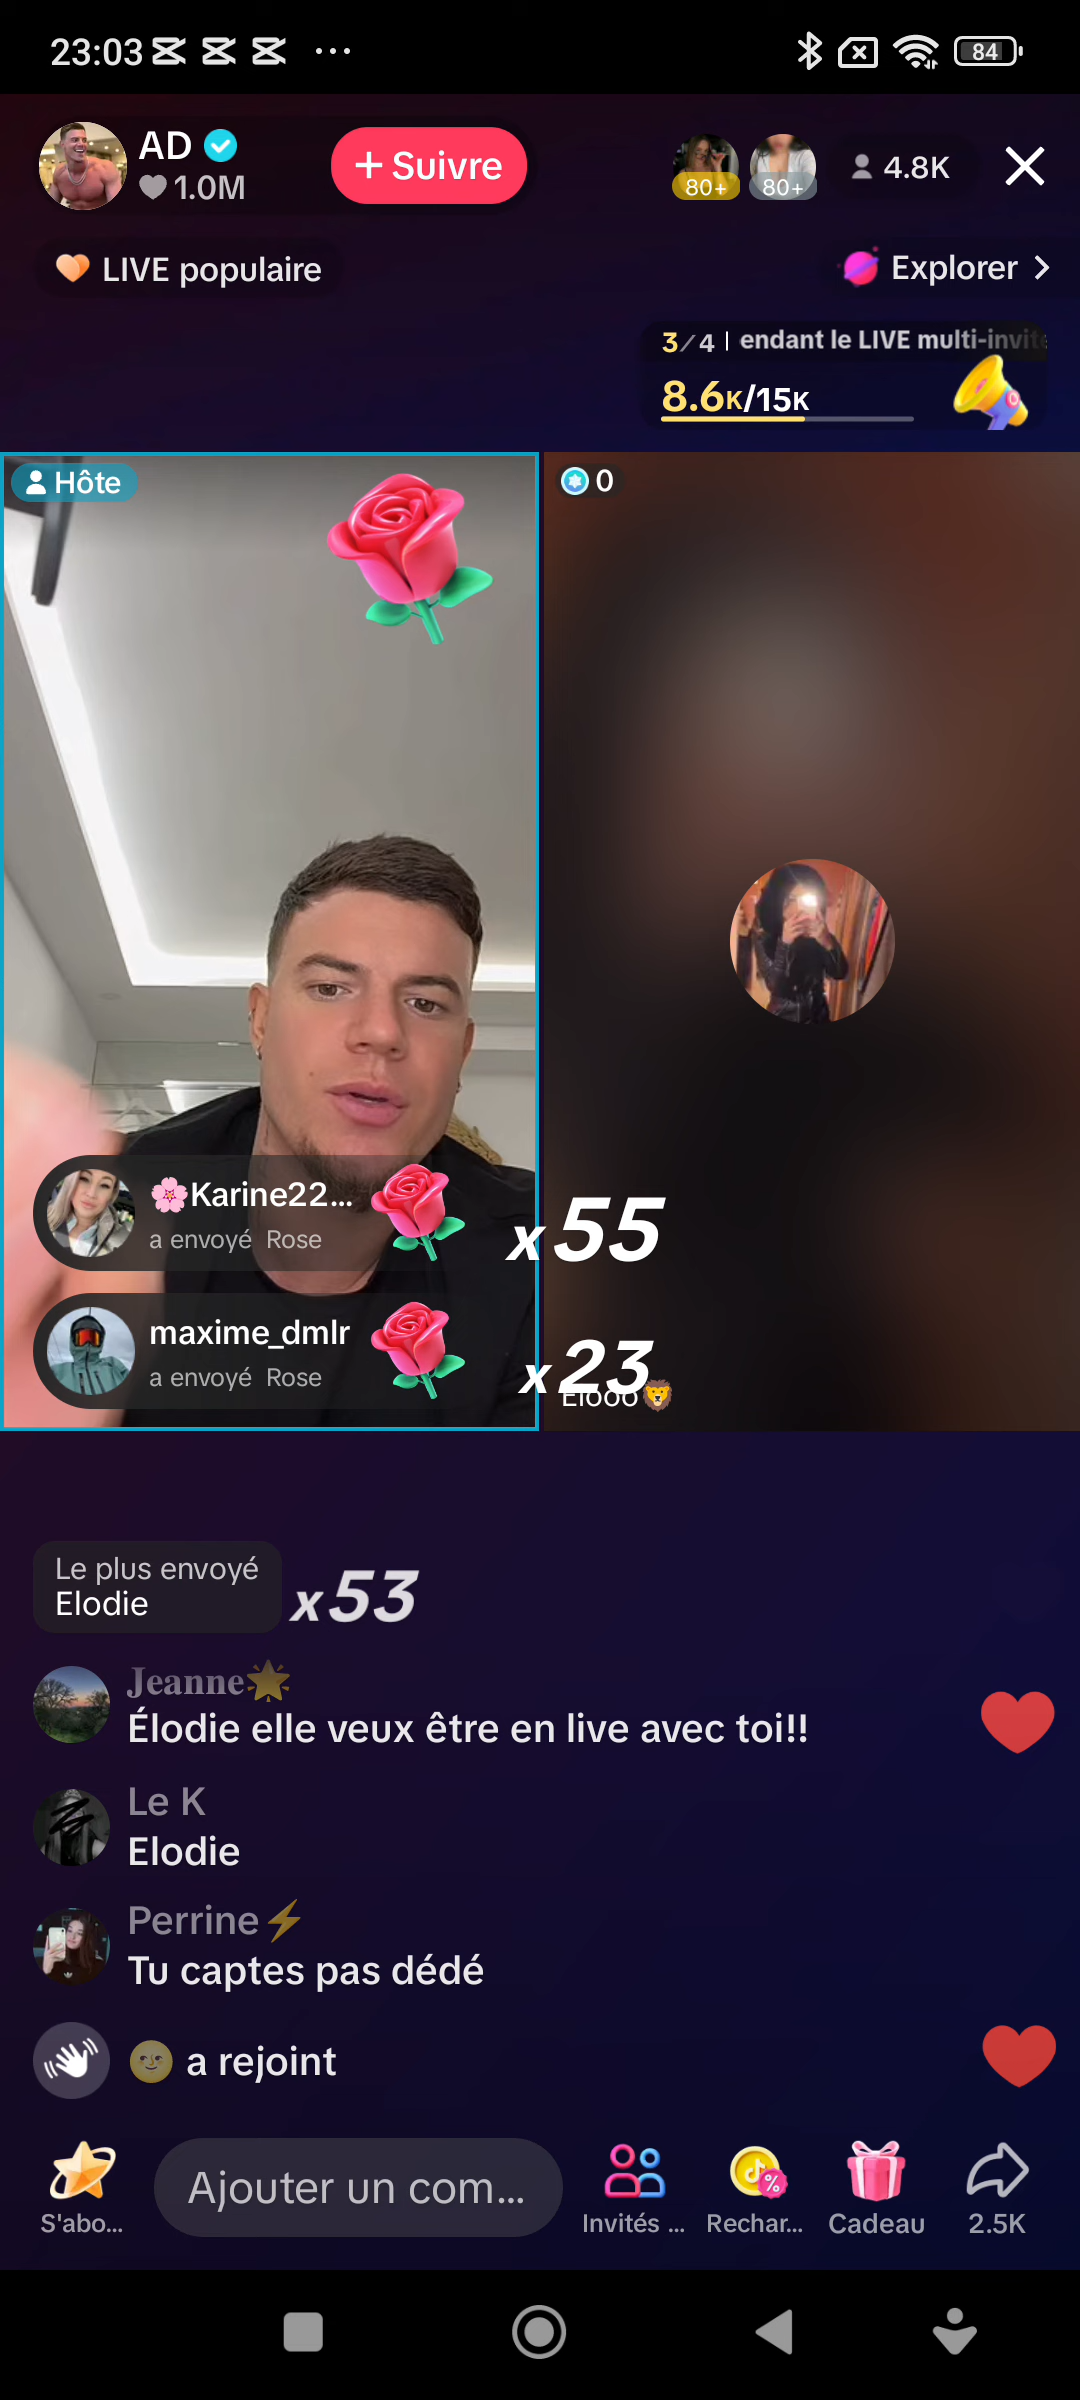 23:03
84
AD
1.0M
+ Suivre
80+
80+
4.8K
LIVE populaire
Explorer
3/4 | endant le LIVE multi-invité
8.6K/15K
Hôte
0
🌸Karine22...
a envoyé Rose
x55
maxime_dmlr
a envoyé Rose
x23
Elooo🦁
Le plus envoyé
Elodie
x53
Jeanne🌟
Élodie elle veux être en live avec toi!!
Le K
Elodie
Perrine⚡
Tu captes pas dédé
🌝 a rejoint
S'abo...
Ajouter un com...
Invités ...
Rechar...
Cadeau
2.5K